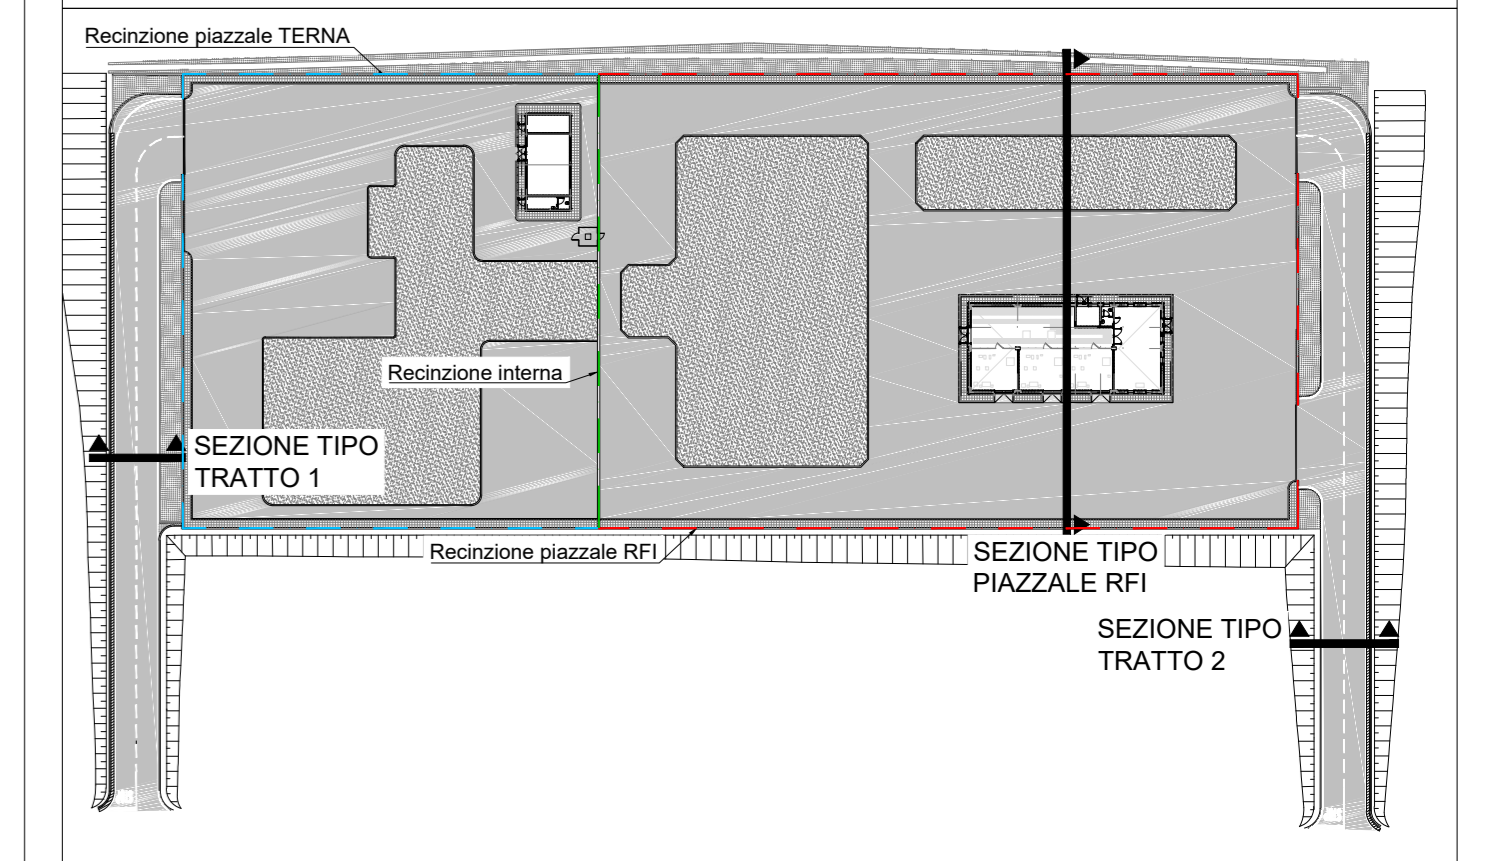 Recinzione piazzale TERNA
Recinzione interna
SEZIONE TIPO
TRATTO 1
Recinzione piazzale RFI
SEZIONE TIPO
PIAZZALE RFI
SEZIONE TIPO
TRATTO 2